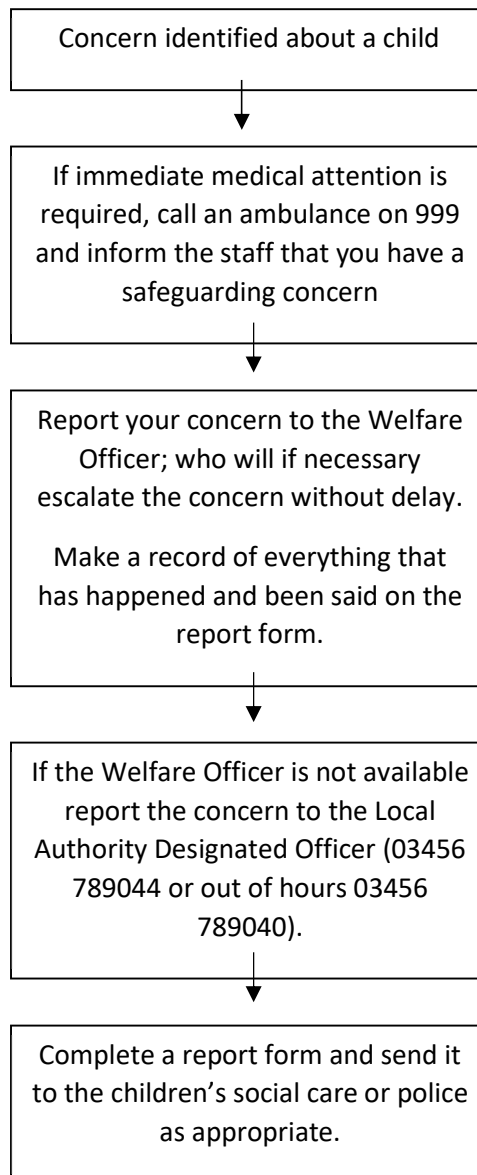 Concern identified about a child
If immediate medical attention is
required, call an ambulance on 999
and inform the staff that you have a
safeguarding concern
Report your concern to the Welfare
Officer; who will if necessary
escalate the concern without delay.
Make a record of everything that
has happened and been said on the
report form.
If the Welfare Officer is not available
report the concern to the Local
Authority Designated Officer (03456
789044 or out of hours 03456
789040).
Complete a report form and send it
to the children’s social care or police
as appropriate.